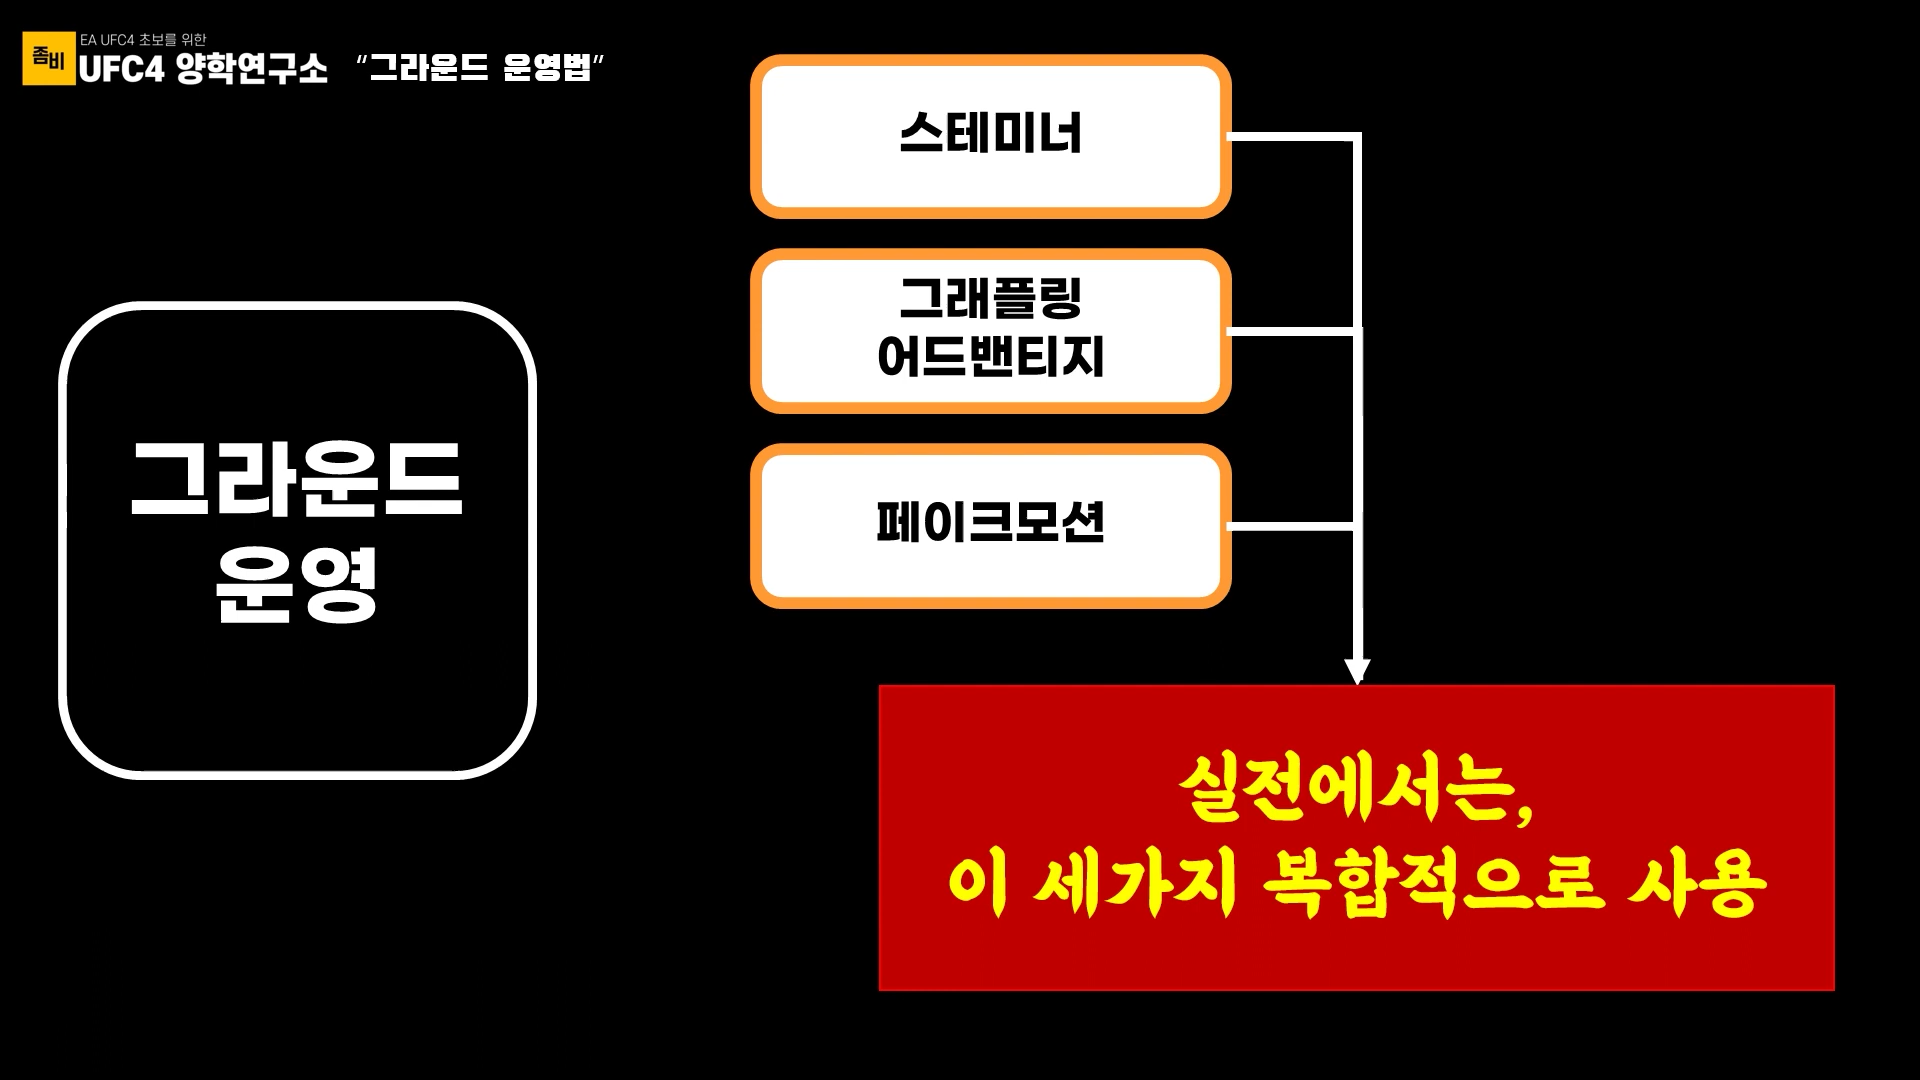 좀비
EA UFC4 초보를 위한
UFC4 양학연구소 "그라운드 운영법"
그라운드
운영
스테미너
그래플링
어드밴티지
페이크모션
실전에서는,
이 세가지 복합적으로 사용